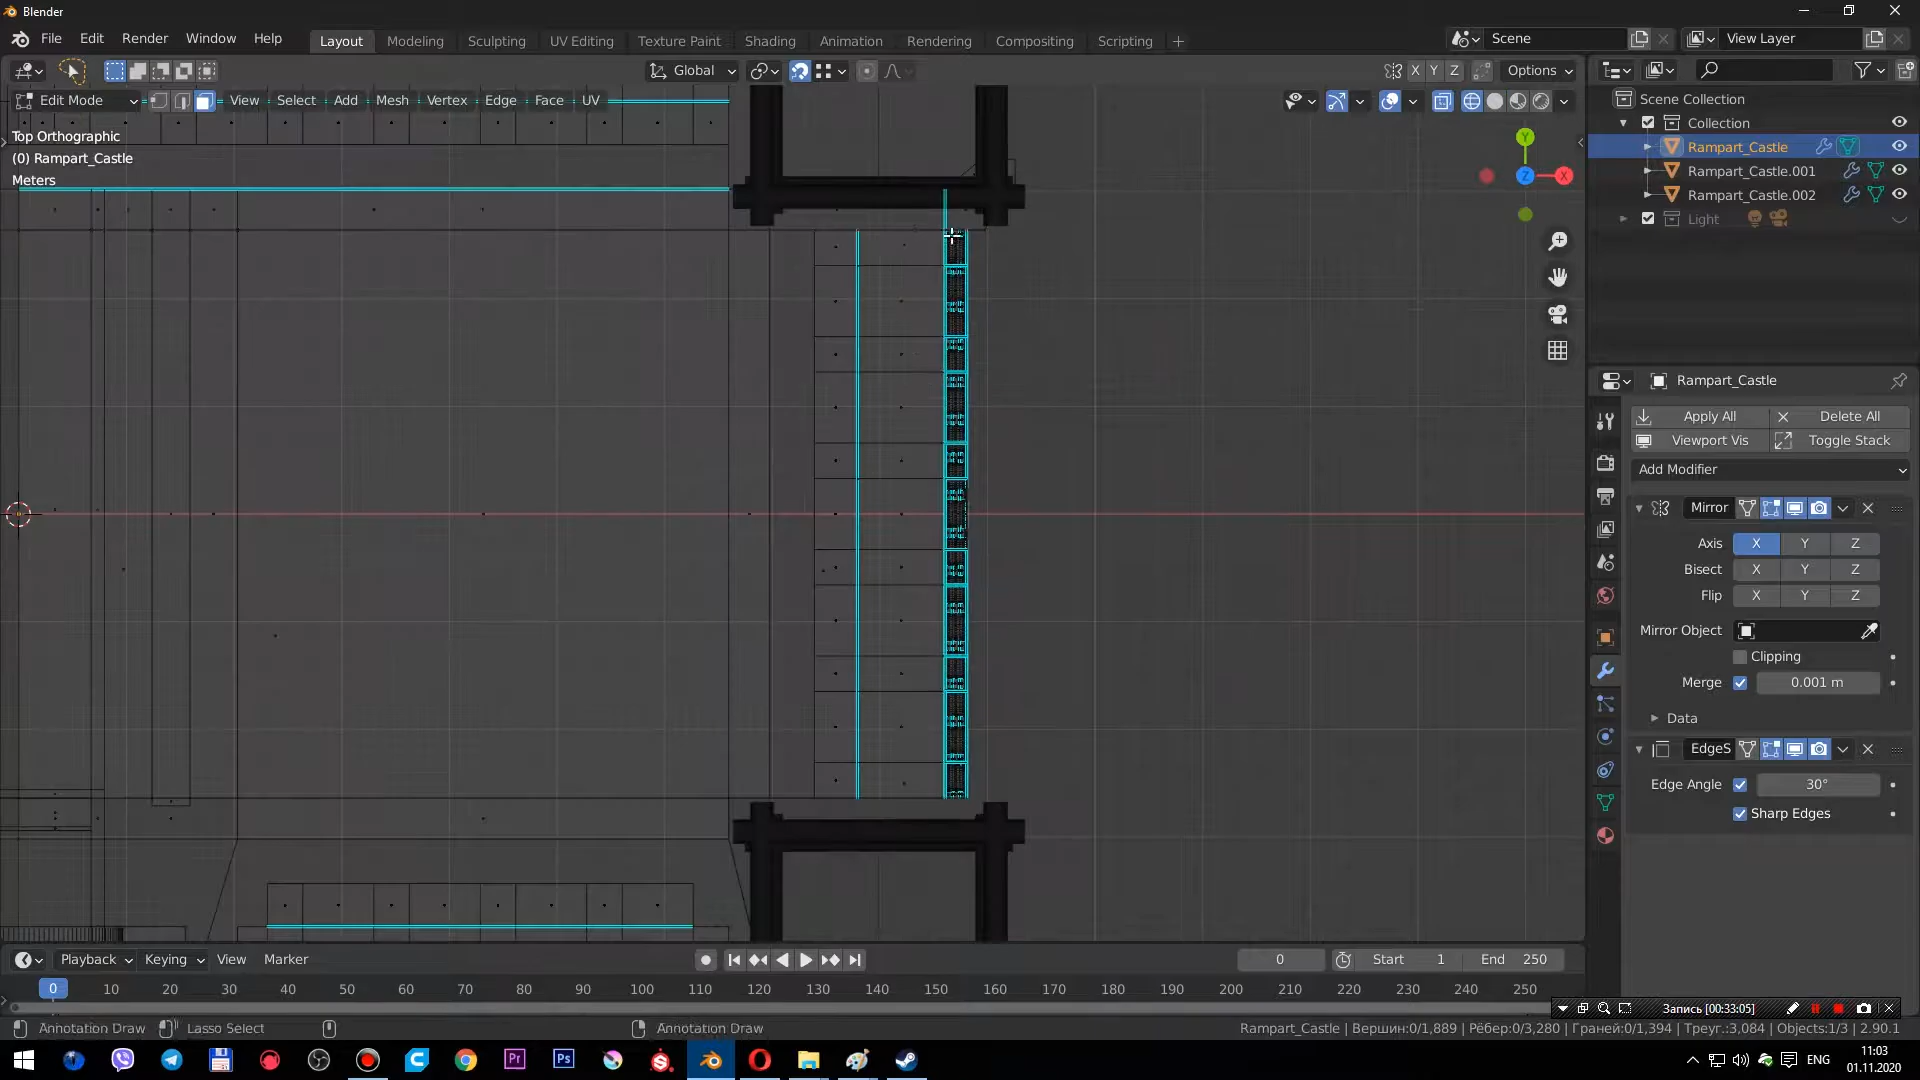 Blender
File Edit Render Window Help
Layout Modeling Sculpting UV Editing Texture Paint Shading Animation Rendering Compositing Scripting +
Scene
View Layer
Global
X Y Z
Options
Edit Mode View Select Add Mesh Vertex Edge Face UV
Top Orthographic
(0) Rampart_Castle
Meters
Y
Z
X
Scene Collection
Collection
Rampart_Castle
Rampart_Castle.001
Rampart_Castle.002
Light
Rampart_Castle
Apply All
Delete All
Viewport Vis
Toggle Stack
Add Modifier
Mirror
Axis X Y Z
Bisect X Y Z
Flip X Y Z
Mirror Object
Clipping
Merge 0.001 m
Data
EdgeS
Edge Angle 30°
Sharp Edges
Playback Keying View Marker
0 Start 1 End 250
0 10 20 30 40 50 60 70 80 90 100 110 120 130 140 150 160 170 180 190 200 210 220 230 240 250
Запись [00:33:05]
Annotation Draw Lasso Select Annotation Draw
Rampart_Castle | Вершин:0/1,889 | Рёбер:0/3,280 | Граней:0/1,394 | Треуг.:3,084 | Objects:1/3 | 2.90.1
Pr
Ps
ENG
11:03
01.11.2020